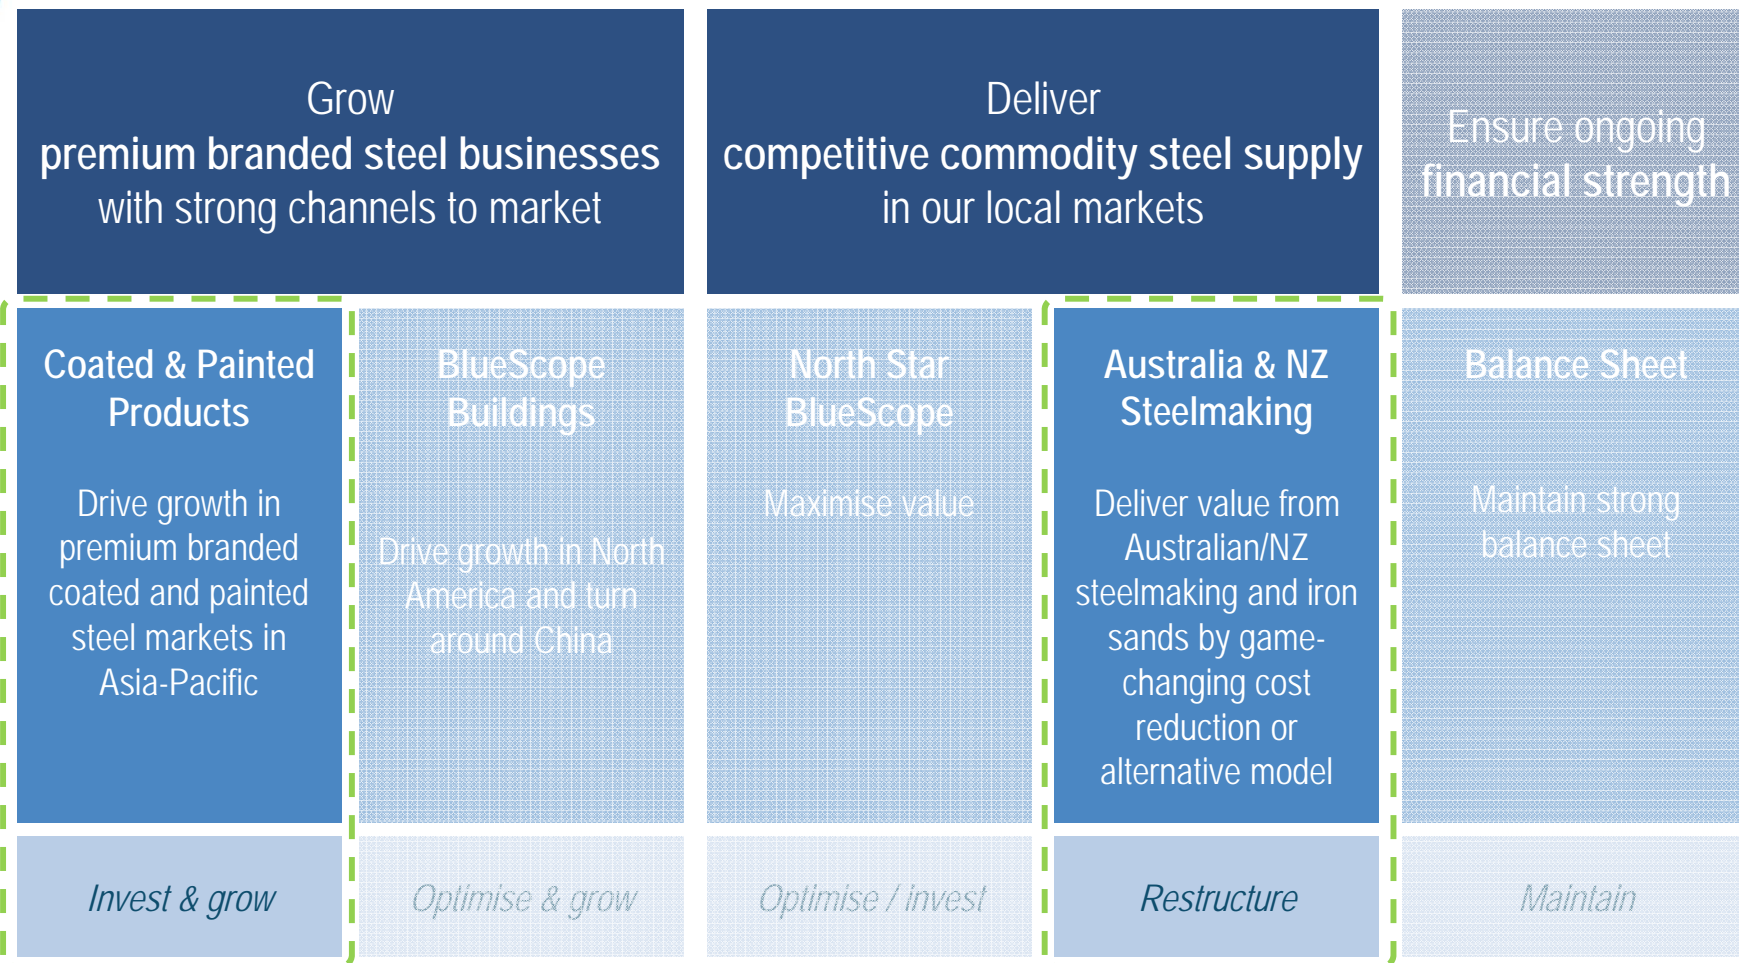 Grow
premium branded steel businesses
with strong channels to market
Deliver
competitive commodity steel supply
in our local markets
Ensure ongoing
financial strength
Coated & Painted
Products
Drive growth in
premium branded
coated and painted
steel markets in
Asia-Pacific
BlueScope
Buildings
Drive growth in North
America and turn
around China
North Star
BlueScope
Maximise value
Australia & NZ
Steelmaking
Deliver value from
Australian/NZ
steelmaking and iron
sands by game-
changing cost
reduction or
alternative model
Balance Sheet
Maintain strong
balance sheet
Invest & grow
Optimise & grow
Optimise / invest
Restructure
Maintain